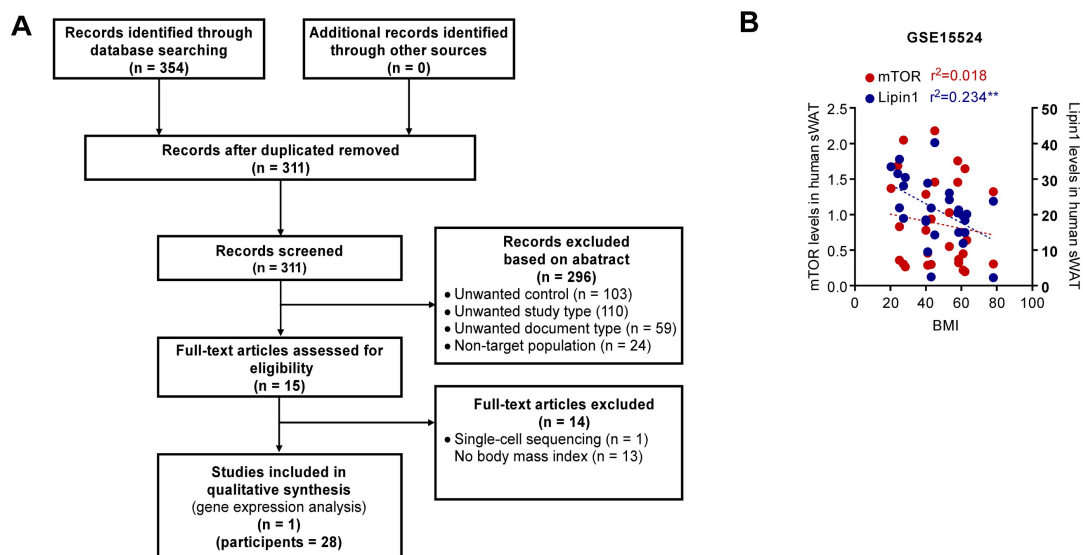 A
Records identified through
database searching
(n = 354)
Additional records identified
through other sources
(n = 0)
Records after duplicated removed
(n = 311)
Records screened
(n = 311)
Records excluded
based on abatract
(n = 296)
● Unwanted control (n = 103)
● Unwanted study type (110)
● Unwanted document type (n = 59)
● Non-target population (n = 24)
Full-text articles assessed for
eligibility
(n = 15)
Full-text articles excluded
(n = 14)
● Single-cell sequencing (n = 1)
No body mass index (n = 13)
Studies included in
qualitative synthesis
(gene expression analysis)
(n = 1)
(participants = 28)
B
GSE15524
mTOR r²=0.018
Lipin1 r²=0.234**
mTOR levels in human sWAT
2.5
2.0
1.5
1.0
0.5
0.0
50
40
30
20
10
0
Lipin1 levels in human
sWAT
0 20 40 60 80 100
BMI